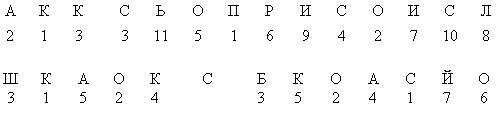 А К К С Ь О П Р И С О И С Л
2 1 3 3 11 5 1 6 9 4 2 7 10 8
Ш К А О К С Б К О А С Й О
3 1 5 2 4 3 5 2 4 1 7 6